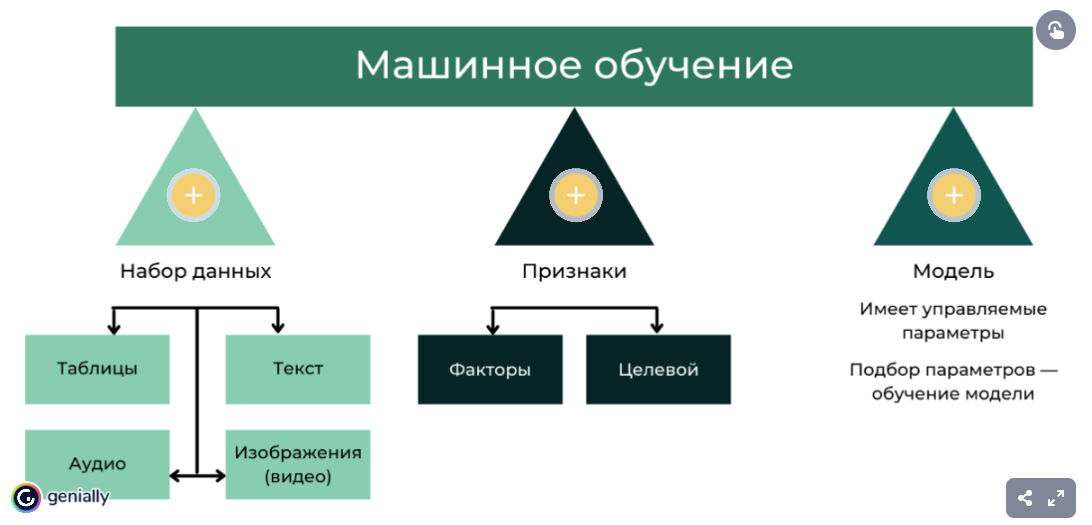 Машинное обучение
Набор данных
Таблицы
Текст
Аудио
Изображения
(видео)
Признаки
Факторы
Целевой
Модель
Имеет управляемые
параметры
Подбор параметров —
обучение модели
genially